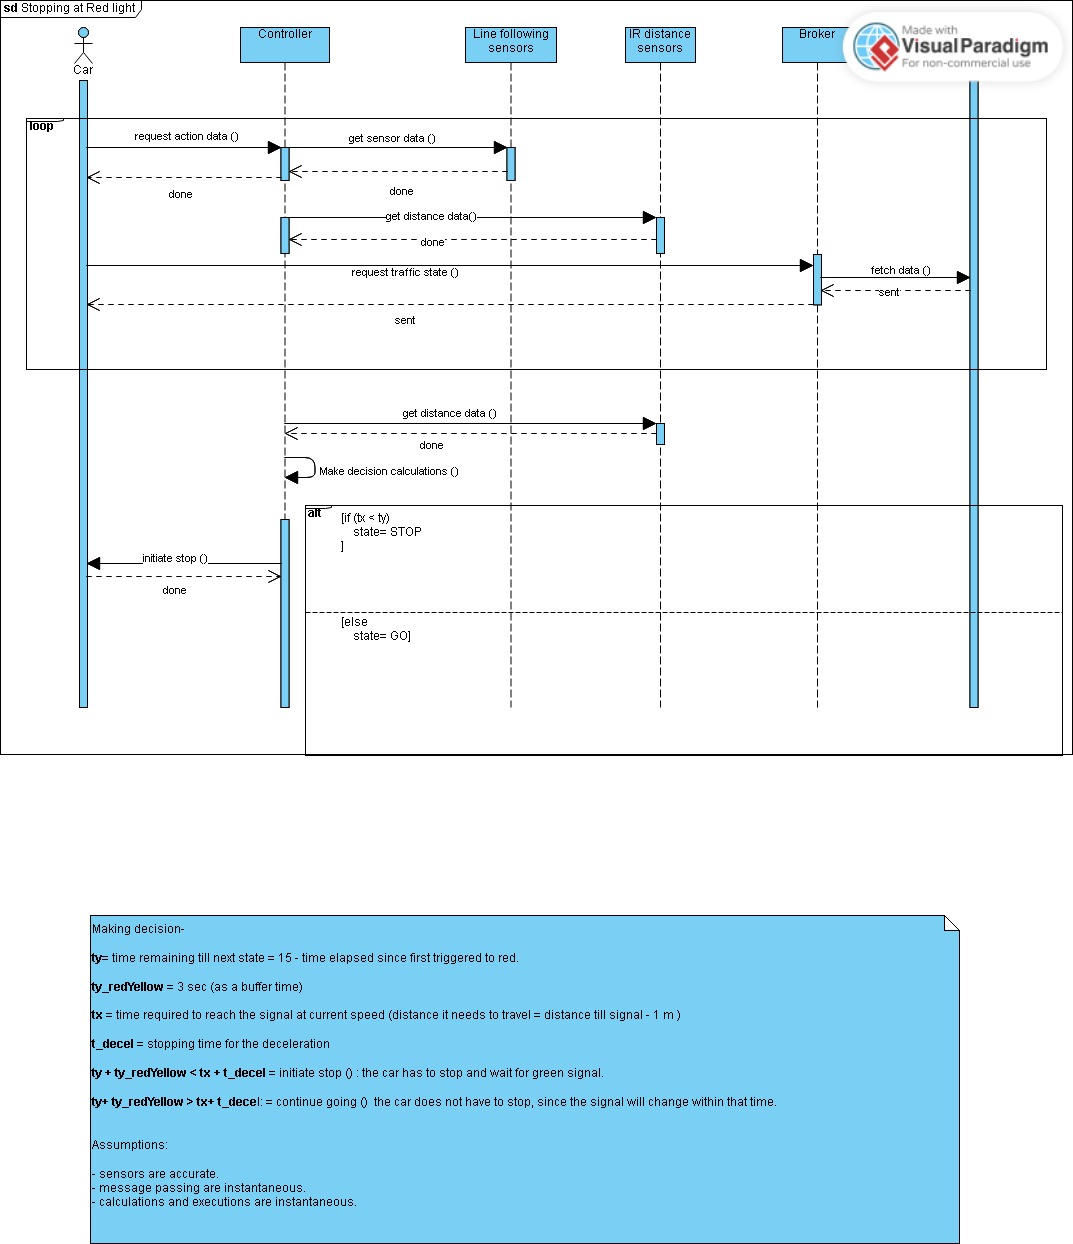 sd Stopping at Red light
Car
Controller
Line following
sensors
IR distance
sensors
Broker
Made with
Visual Paradigm
For non-commercial use
loop
request action data ()
get sensor data ()
done
done
get distance data()
done
request traffic state ()
fetch data ()
sent
sent
get distance data ()
done
Make decision calculations ()
alt
[if (tx < ty)
state= STOP
]
initiate stop ()
done
[else
state= GO]
Making decision-
ty= time remaining till next state = 15 - time elapsed since first triggered to red.
ty_redYellow = 3 sec (as a buffer time)
tx = time required to reach the signal at current speed (distance it needs to travel = distance till signal - 1 m )
t_decel = stopping time for the deceleration
ty + ty_redYellow < tx + t_decel = initiate stop () : the car has to stop and wait for green signal.
ty+ ty_redYellow > tx+ t_decel: = continue going () the car does not have to stop, since the signal will change within that time.
Assumptions:
- sensors are accurate.
- message passing are instantaneous.
- calculations and executions are instantaneous.